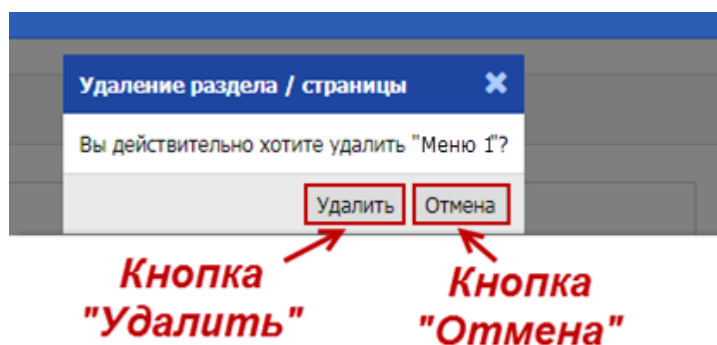 Удаление раздела / страницы
Вы действительно хотите удалить "Меню 1"?
Удалить Отмена
Кнопка "Удалить"
Кнопка "Отмена"